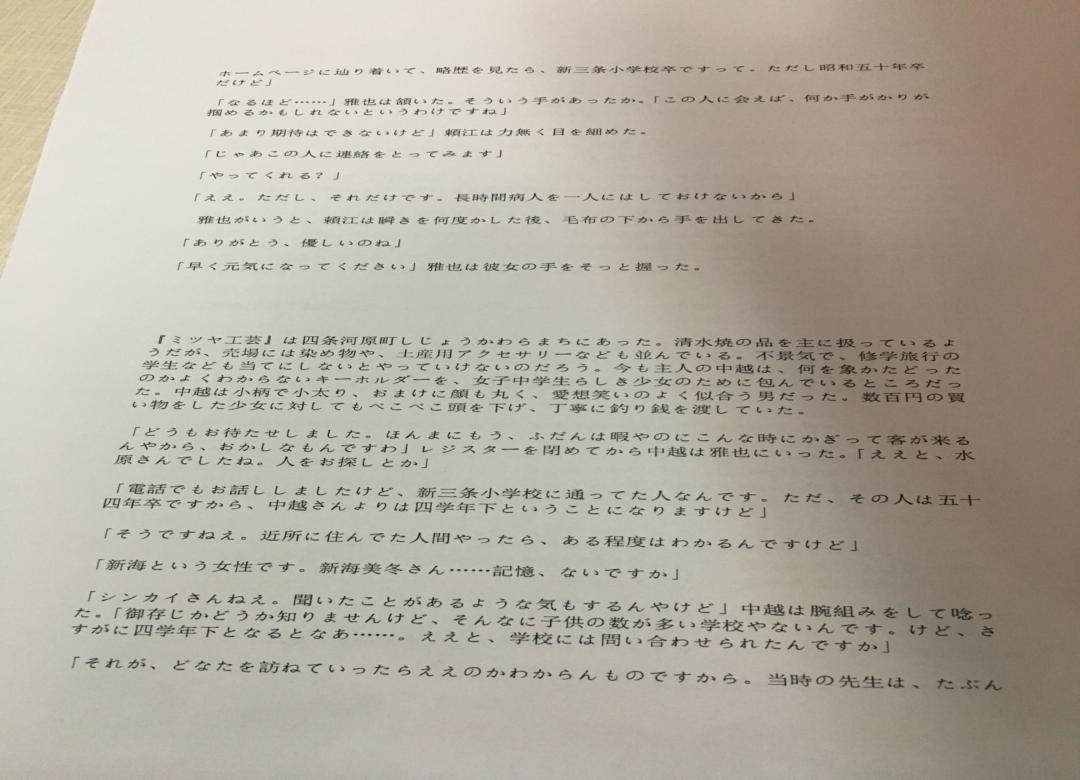 ホームページに辿り着いて、略歴を見たら、新三条小学校卒ですって。ただし昭和五十年卒
だけど」
「なるほど……」雅也は頷いた。そういう手があったか。「この人に会えば、何か手がかりが
掴めるかもしれないというわけですね」
「あまり期待はできないけど」頼江は力無く目を細めた。
「じゃあこの人に連絡をとってみます」
「やってくれる？」
「ええ。ただし、それだけです。長時間病人を一人にはしておけないから」
雅也がいうと、頼江は瞬きを何度かした後、毛布の下から手を出してきた。
「ありがとう、優しいのね」
「早く元気になってください」雅也は彼女の手をそっと握った。
『ミツヤ工芸』は四条河原町しじょうかわらまちにあった。清水焼の品を主に扱っているよ
うだが、売場には染め物や、土産用アクセサリーなども並んでいる。不景気で、修学旅行の
学生なども当てにしないとやっていけないのだろう。今も主人の中越は、何を象かたどった
のかよくわからないキーホルダーを、女子中学生らしき少女のために包んでいるところだっ
た。中越は小柄で小太り、おまけに顔も丸く、愛想笑いのよく似合う男だった。数百円の買
い物をした少女に対してもぺこぺこ頭を下げ、丁寧に釣り銭を渡していた。
「どうもお待たせしました。ほんまにもう、ふだんは暇やのにこんな時にかぎって客が来る
んやから、おかしなもんですわ」レジスターを閉めてから中越は雅也にいった。「ええと、水
原さんでしたね。人をお探しとか」
「電話でもお話ししましたけど、新三条小学校に通ってた人なんです。ただ、その人は五十
四年卒ですから、中越さんよりは四学年下ということになりますけど」
「そうですねえ。近所に住んでた人間やったら、ある程度はわかるんですけど」
「新海という女性です。新海美冬さん……記憶、ないですか」
「シンカイさんねえ。聞いたことがあるような気もするんやけど」中越は腕組みをして唸っ
た。「御存じかどうか知りませんけど、そんなに子供の数が多い学校やないんです。けど、さ
すがに四学年下となるとなあ……。ええと、学校には問い合わせられたんですか」
「それが、どなたを訪ねていったらええのかわからんものですから。当時の先生は、たぶん